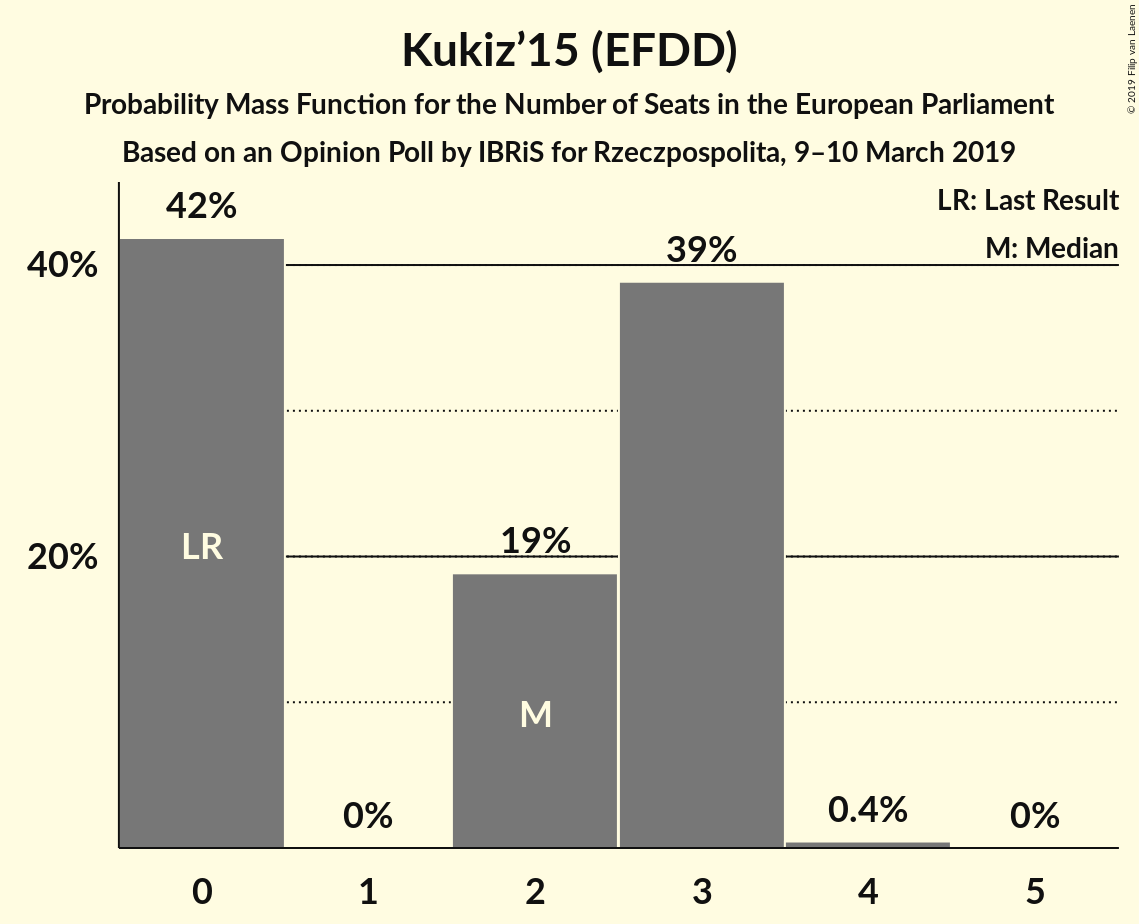 Kukiz’15 (EFDD)
Probability Mass Function for the Number of Seats in the European Parliament
Based on an Opinion Poll by IBRiS for Rzeczpospolita, 9–10 March 2019
© 2019 Filip van Laenen
LR: Last Result
M: Median
42%
39%
40%
19%
20%
LR
M
0%
0.4%
0%
0 1 2 3 4 5